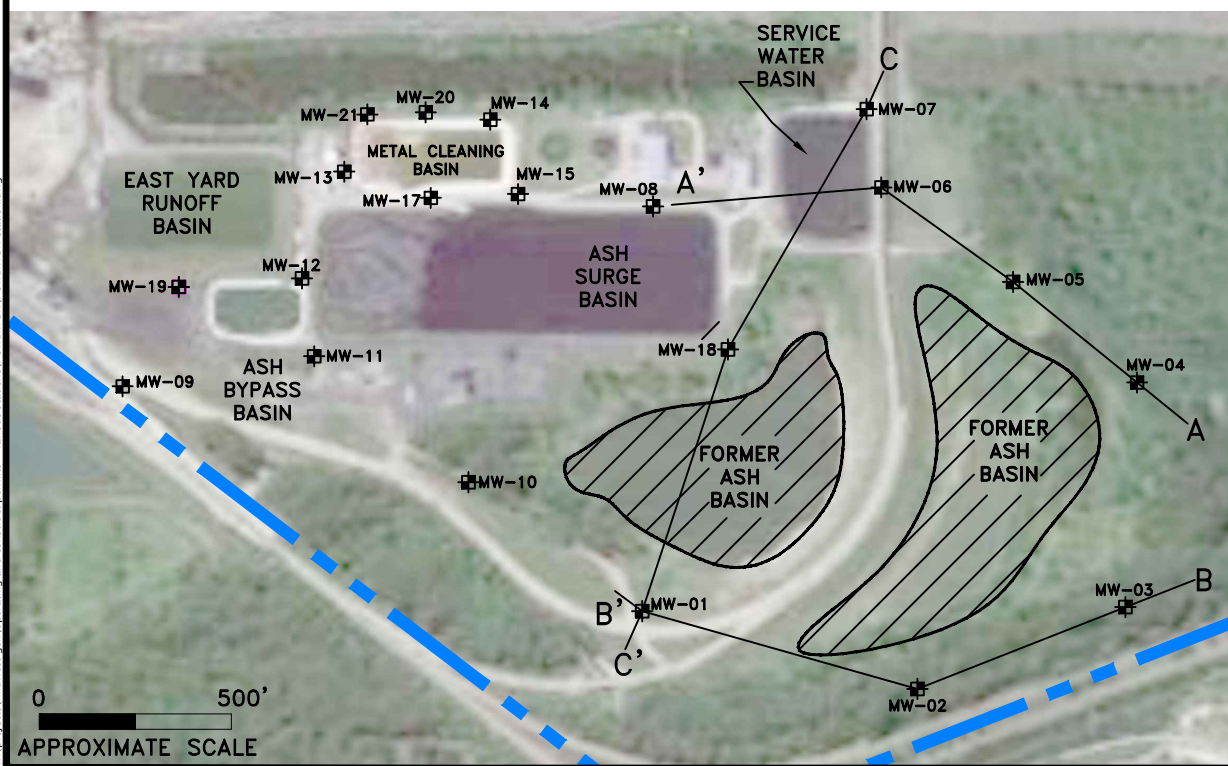 SERVICE
WATER
BASIN
C
MW-20
MW-14
MW-21
MW-07
METAL CLEANING
BASIN
MW-13
EAST YARD
RUNOFF
BASIN
MW-15
MW-17
MW-08
A'
MW-06
ASH
SURGE
BASIN
MW-12
MW-19
MW-05
MW-18
MW-11
ASH
BYPASS
BASIN
MW-09
MW-04
A
FORMER
ASH
BASIN
FORMER
ASH
BASIN
MW-10
B
MW-03
B'
MW-01
C'
MW-02
0 500'
APPROXIMATE SCALE